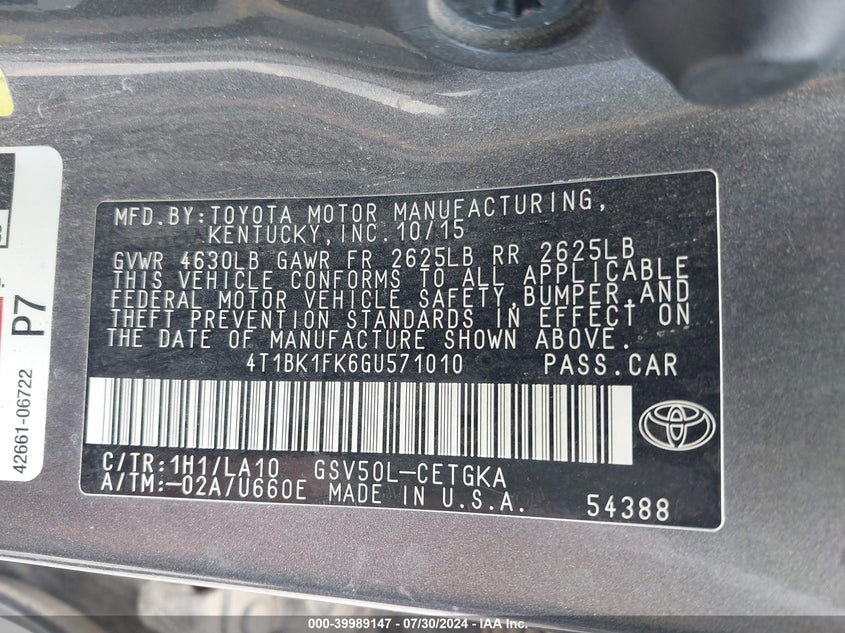 MFD.BY:TOYOTA MOTOR MANUFACTURING,
KENTUCKY,INC.10/15
GVWR 4630LB GAWR FR 2625LB RR 2625LB
THIS VEHICLE CONFORMS TO ALL APPLICABLE
FEDERAL MOTOR VEHICLE SAFETY,BUMPER,AND
THEFT PREVENTION STANDARDS IN EFFECT ON
THE DATE OF MANUFACTURE SHOWN ABOVE.
4T1BK1FK6GU571010 PASS.CAR
C/TR:1H1/LA10 GSV50L-CETGKA
A/TM:-02A/U660E MADE IN U.S.A. 54388
P7
42661-06722
000-39989147 - 07/30/2024 - IAAI.com